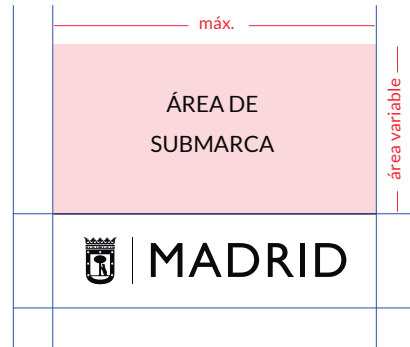 máx.
ÁREA DE
SUBMARCA
área variable
MADRID